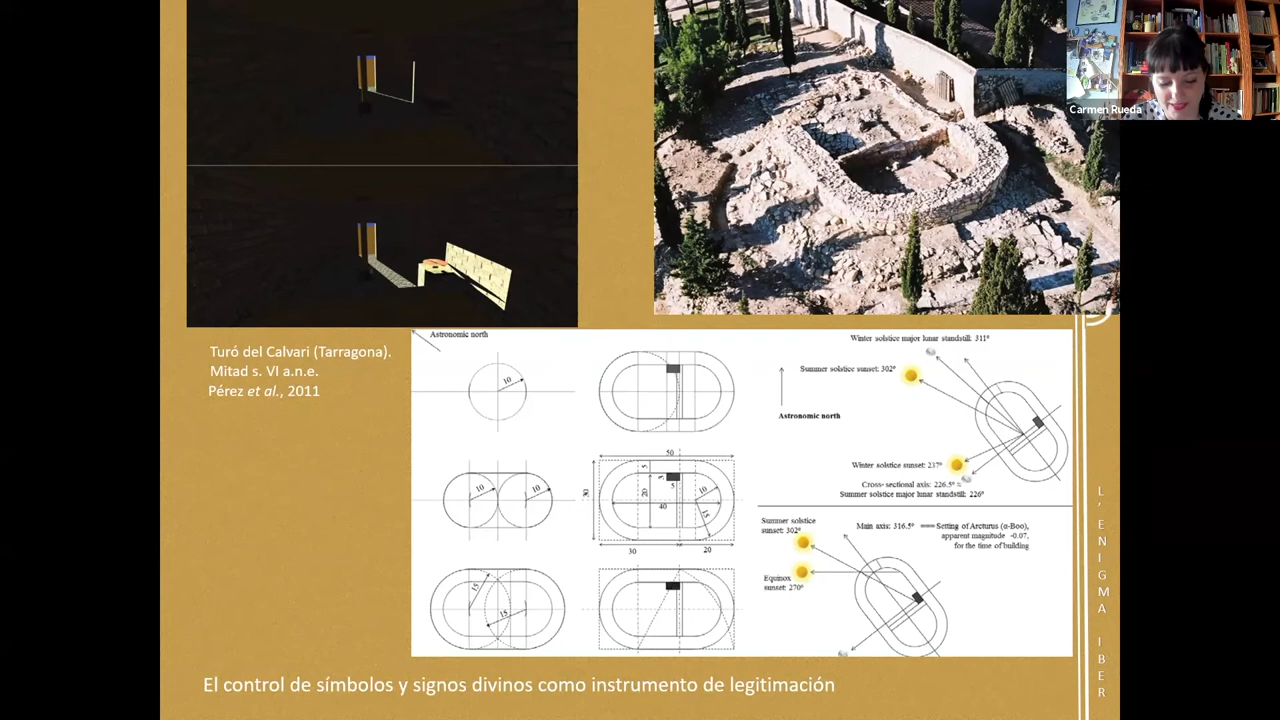 Carmen Rueda
Turó del Calvari (Tarragona).
Mitad s. VI a.n.e.
Pérez et al., 2011
Astronomic north
10
10
10
15
15
50
5
3
5
30
20
10
40
15
30
20
Winter solstice major lunar standstill: 311º
Summer solstice sunset: 302º
Astronomic north
Winter solstice sunset: 237º
Cross-sectional axis: 226.5º ≈
Summer solstice major lunar standstill: 226º
Summer solstice
sunset: 302º
Main axis: 316.5º
Setting of Arcturus (α-Boo),
apparent magnitude -0.07,
for the time of building
Equinox
sunset: 270º
L'ENIGMA IBER
El control de símbolos y signos divinos como instrumento de legitimación